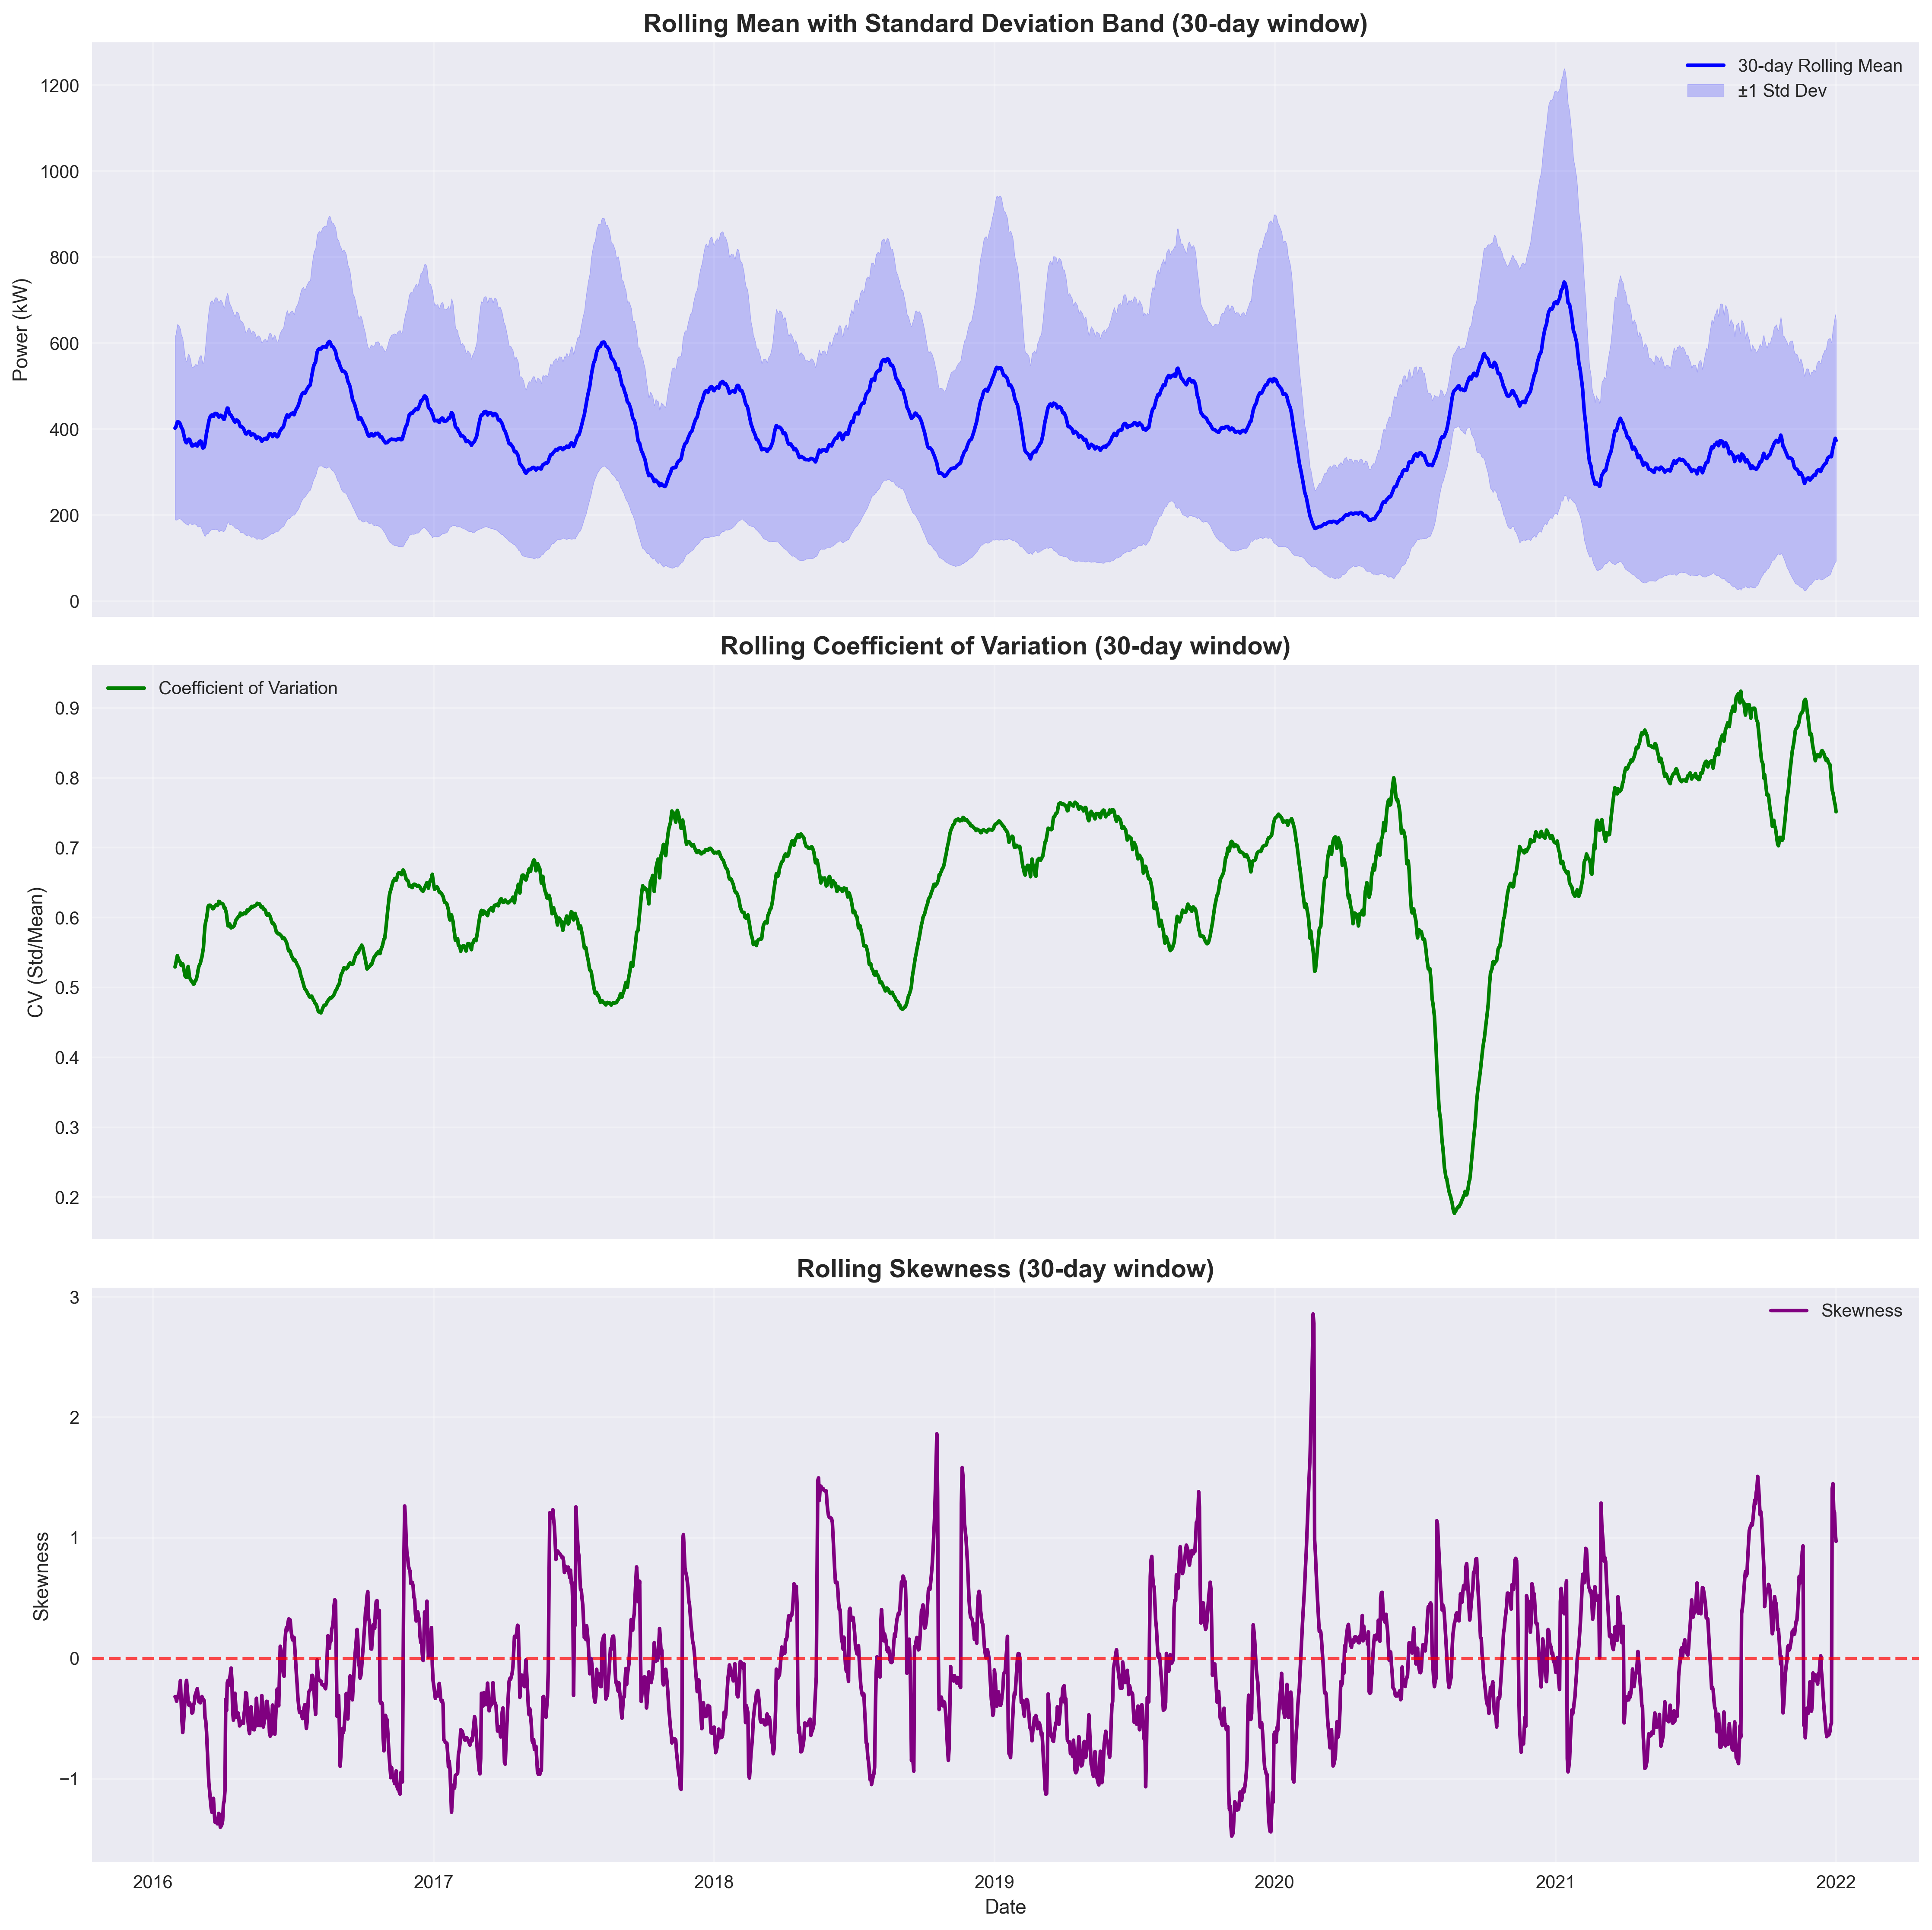 Rolling Mean with Standard Deviation Band (30-day window)
30-day Rolling Mean
±1 Std Dev
1200
1000
800
600
400
200
0
Power (kW)
Rolling Coefficient of Variation (30-day window)
Coefficient of Variation
0.9
0.8
0.7
0.6
0.5
0.4
0.3
0.2
CV (Std/Mean)
Rolling Skewness (30-day window)
Skewness
3
2
1
0
−1
Skewness
2016 2017 2018 2019 2020 2021 2022
Date